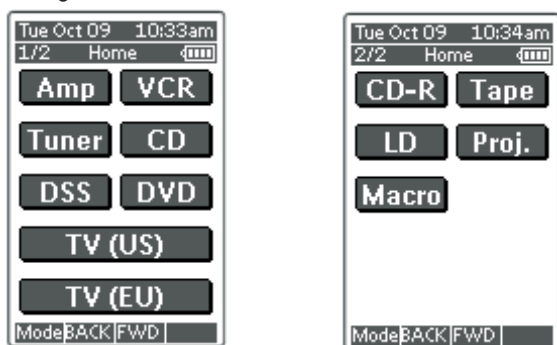 Tue Oct 09 10:33am
1/2 Home
Amp VCR
Tuner CD
DSS DVD
TV (US)
TV (EU)
Mode BACK FWD
Tue Oct 09 10:34am
2/2 Home
CD-R Tape
LD Proj.
Macro
Mode BACK FWD